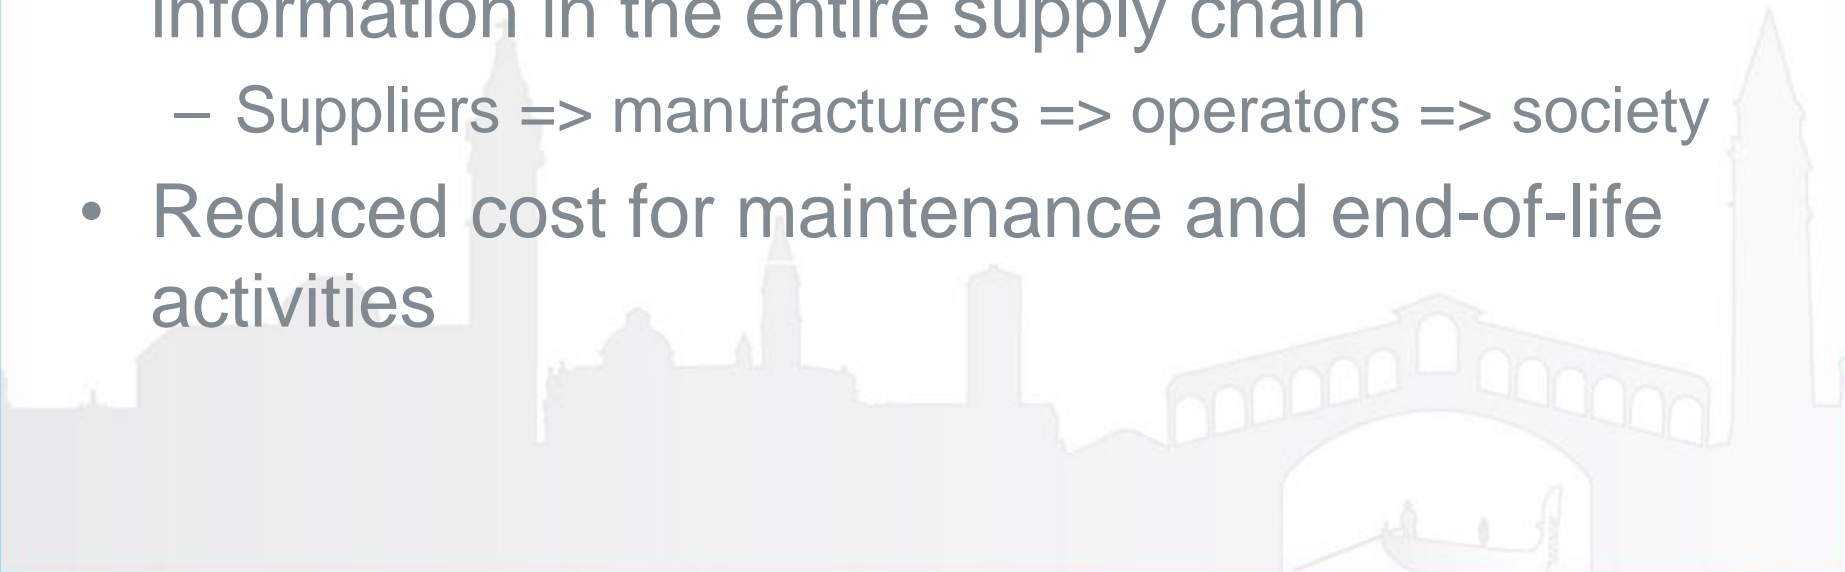 information in the entire supply chain
– Suppliers => manufacturers => operators => society
• Reduced cost for maintenance and end-of-life
activities